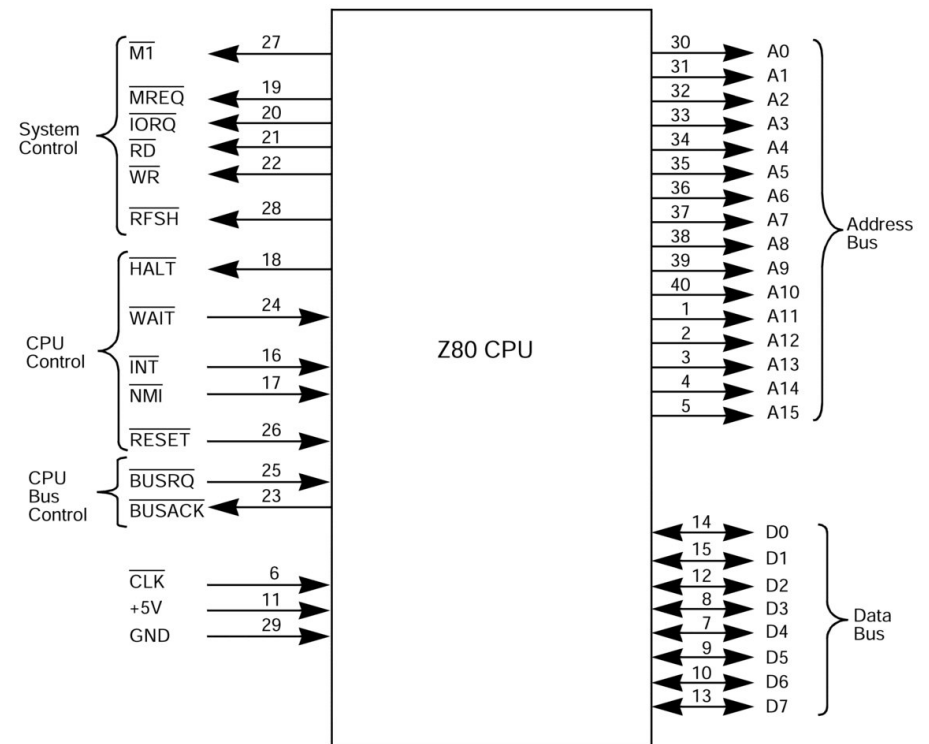 27
M1
19
MREQ
20
IORQ
21
RD
22
WR
28
RFSH
System
Control
18
HALT
24
WAIT
16
INT
17
NMI
26
RESET
CPU
Control
25
BUSRQ
23
BUSACK
CPU
Bus
Control
6
CLK
11
+5V
29
GND
Z80 CPU
30 A0
31 A1
32 A2
33 A3
34 A4
35 A5
36 A6
37 A7
38 A8
39 A9
40 A10
1 A11
2 A12
3 A13
4 A14
5 A15
Address
Bus
14 D0
15 D1
12 D2
8 D3
7 D4
9 D5
10 D6
13 D7
Data
Bus